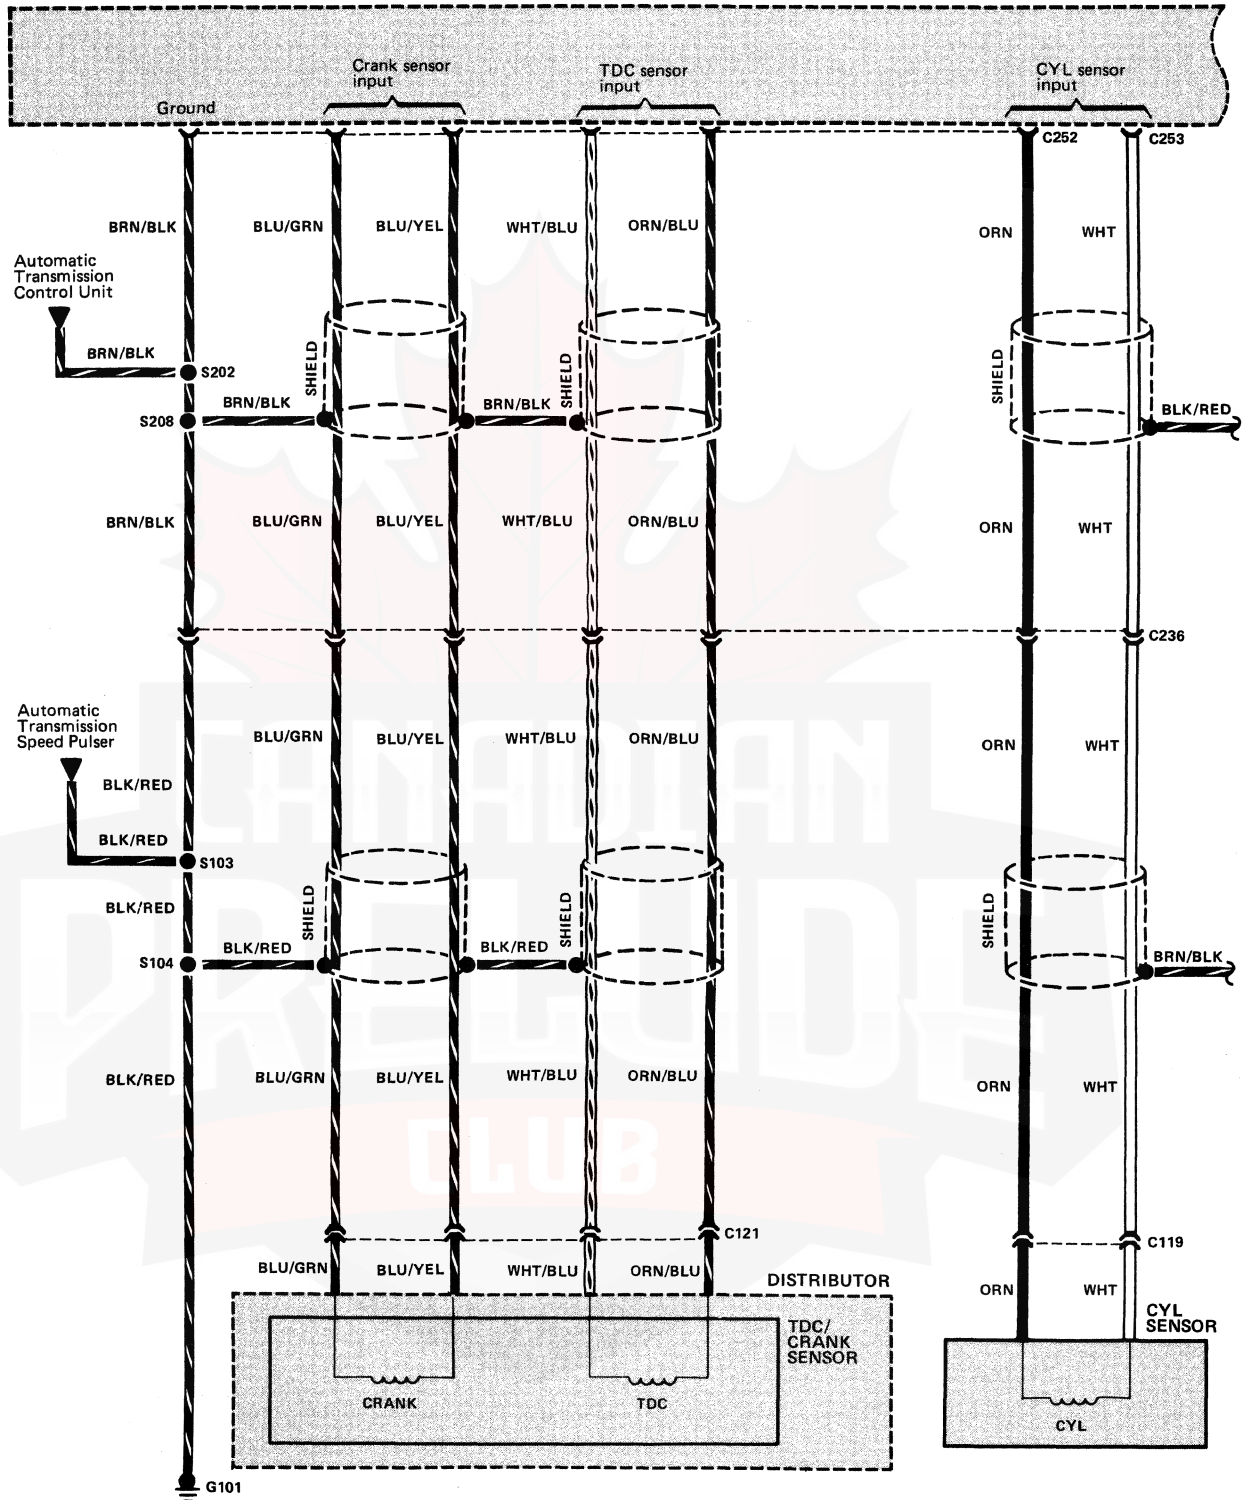 Crank sensor
input
TDC sensor
input
CYL sensor
input
Ground
C252
C253
BRN/BLK
BLU/GRN
BLU/YEL
WHT/BLU
ORN/BLU
ORN
WHT
Automatic
Transmission
Control Unit
BRN/BLK
S202
SHIELD
SHIELD
SHIELD
S208
BRN/BLK
BRN/BLK
BLK/RED
BRN/BLK
BLU/GRN
BLU/YEL
WHT/BLU
ORN/BLU
ORN
WHT
C236
Automatic
Transmission
Speed Pulser
BLU/GRN
BLU/YEL
WHT/BLU
ORN/BLU
ORN
WHT
CANADIAN
BLK/RED
BLK/RED
S103
BLK/RED
SHIELD
SHIELD
SHIELD
PRELUDE
S104
BLK/RED
BLK/RED
BRN/BLK
BLK/RED
BLU/GRN
BLU/YEL
WHT/BLU
ORN/BLU
ORN
WHT
CLUB
C121
C119
BLU/GRN
BLU/YEL
WHT/BLU
ORN/BLU
ORN
WHT
DISTRIBUTOR
CYL
SENSOR
TDC/
CRANK
SENSOR
CRANK
TDC
CYL
G101